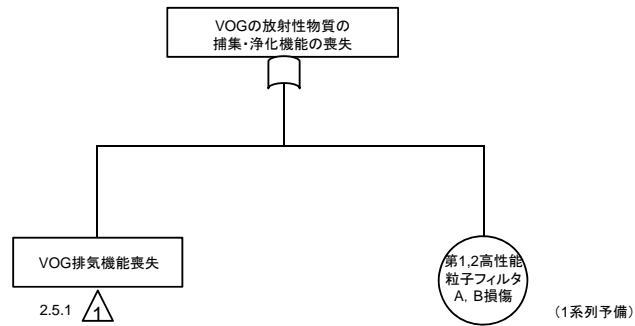 VOGの放射性物質の
捕集・浄化機能の喪失
VOG排気機能喪失
2.5.1
1
第1,2高性能
粒子フィルタ
A, B損傷
(1系列予備)